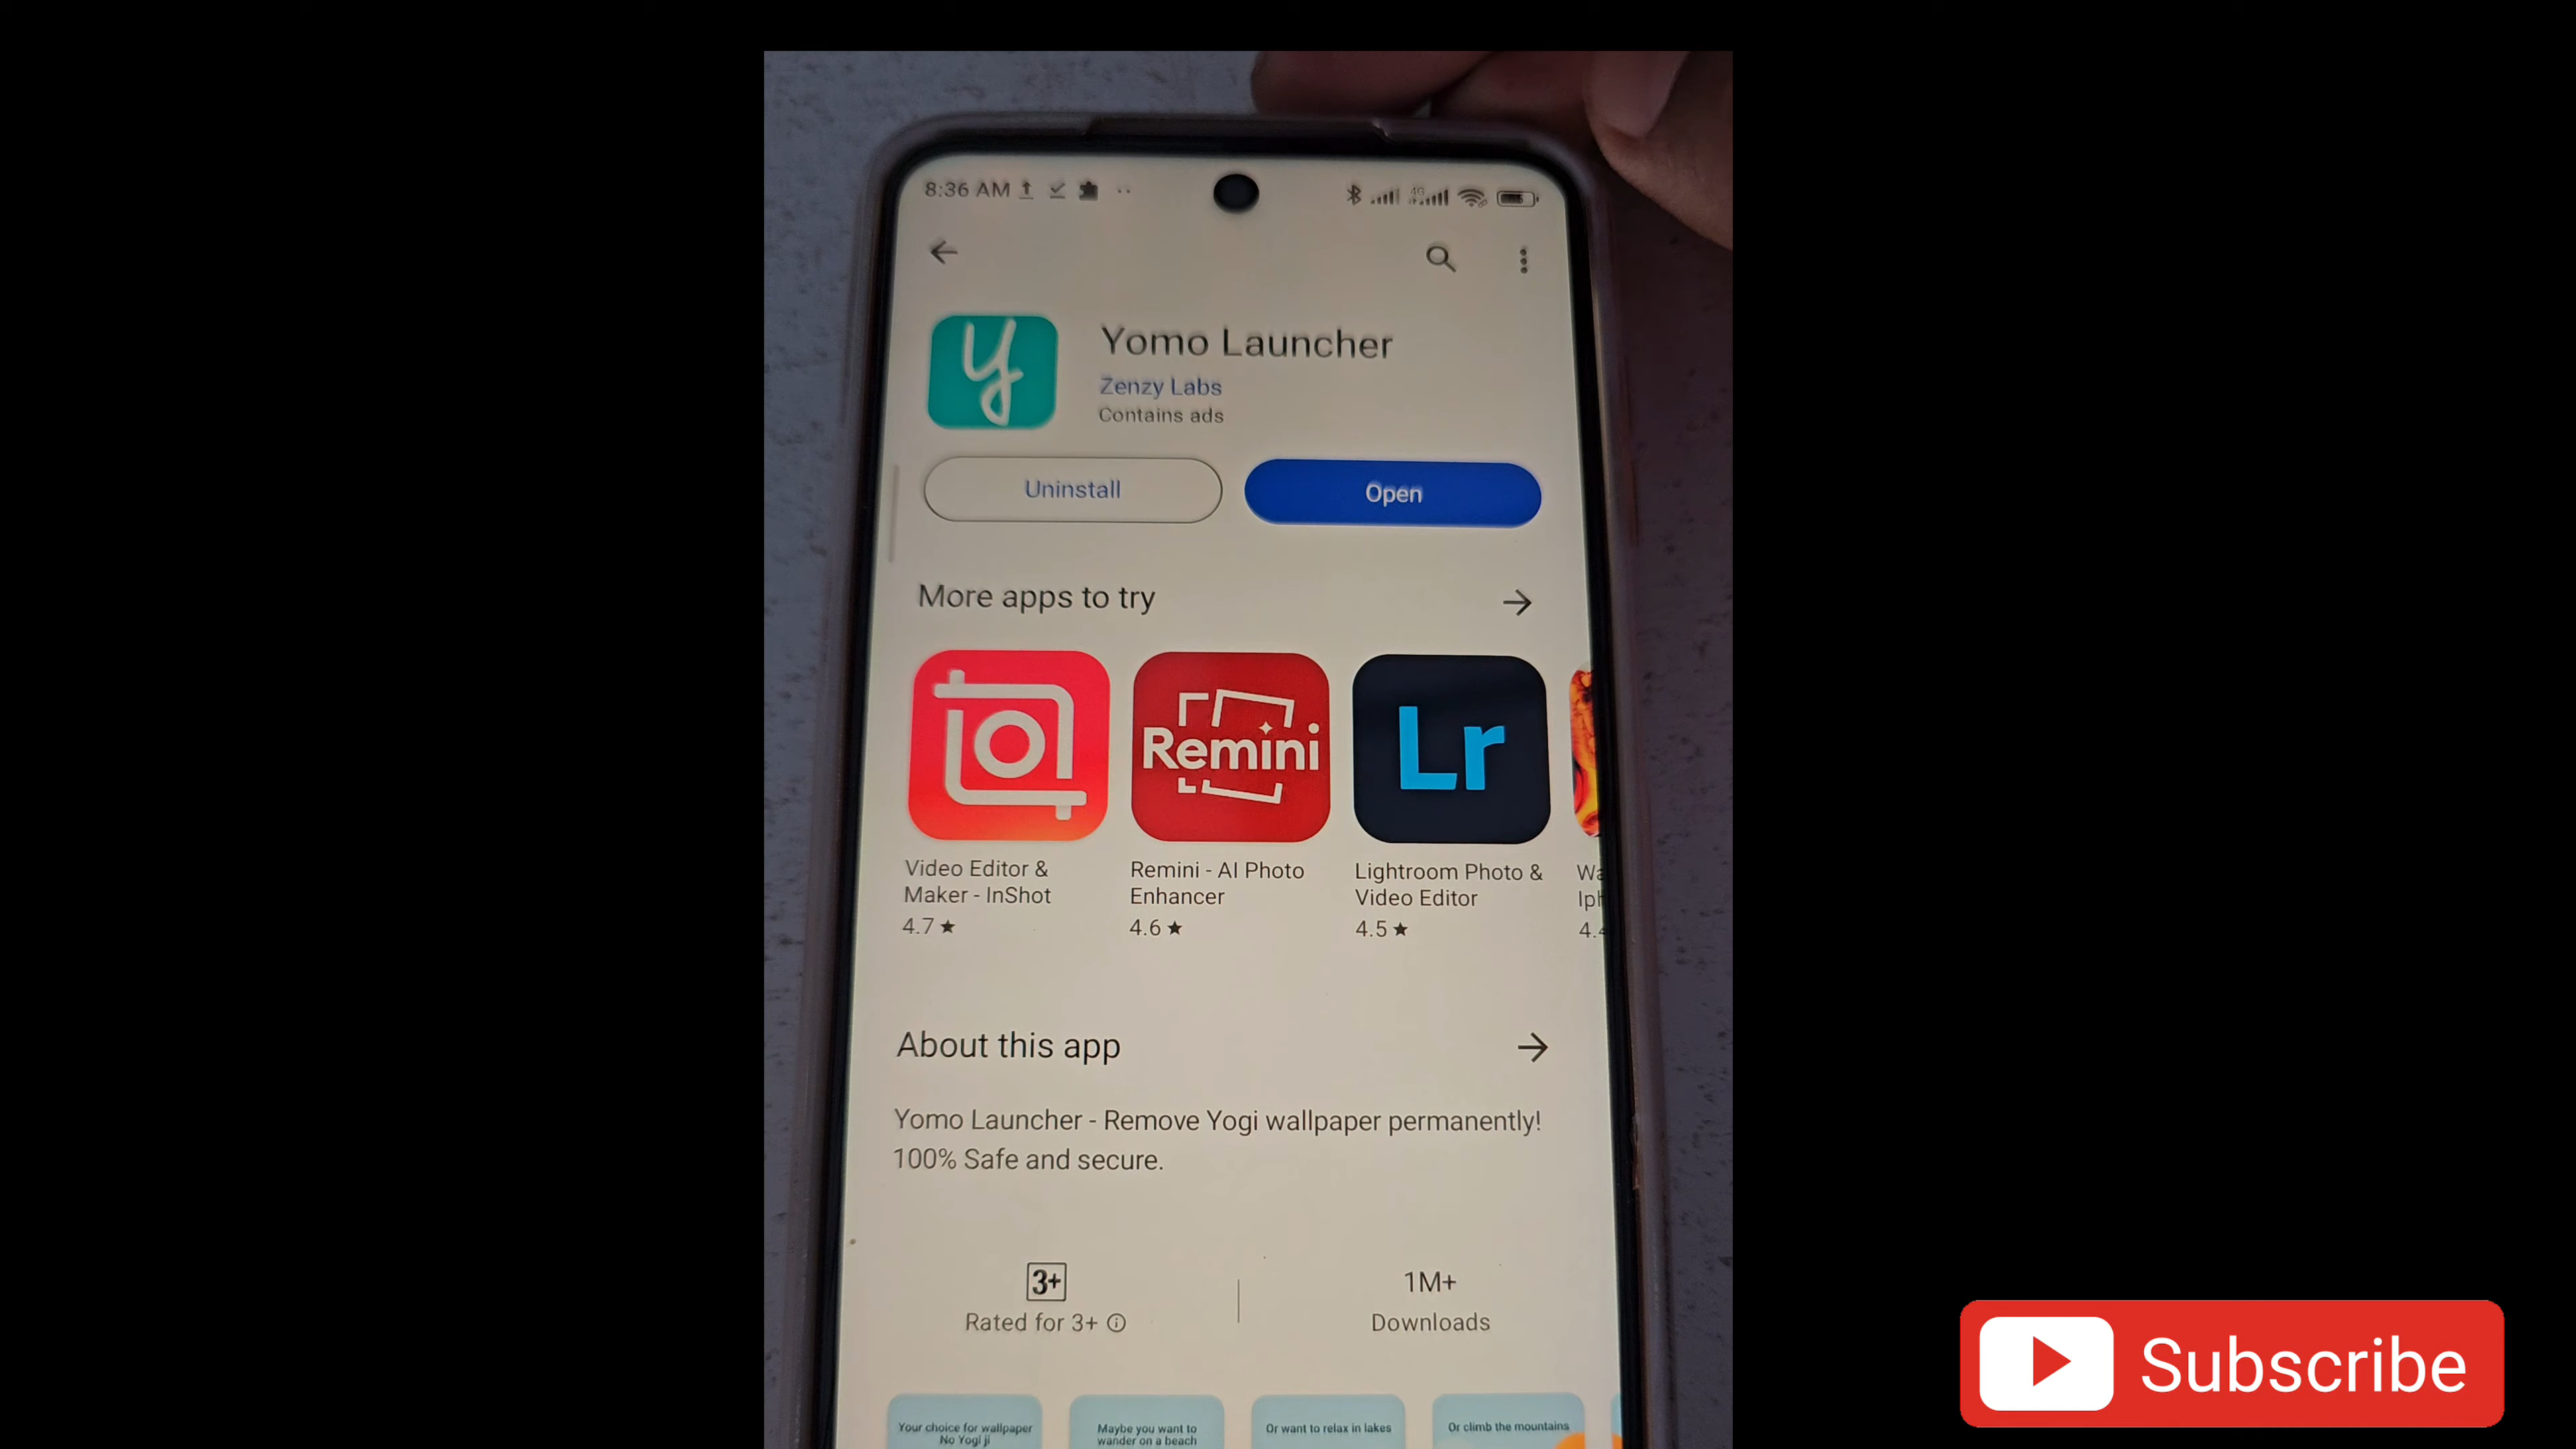 8:36 AM
4G
Yomo Launcher
Zenzy Labs
Contains ads
Uninstall
Open
More apps to try
Remini
Lr
Video Editor &
Maker - InShot
4.7 ★
Remini - AI Photo
Enhancer
4.6 ★
Lightroom Photo &
Video Editor
4.5 ★
About this app
Yomo Launcher - Remove Yogi wallpaper permanently!
100% Safe and secure.
3+
Rated for 3+
1M+
Downloads
Your choice for wallpaper
No Yogi ji
Maybe you want to
wander on a beach
Or want to relax in lakes
Or climb the mountains
Subscribe